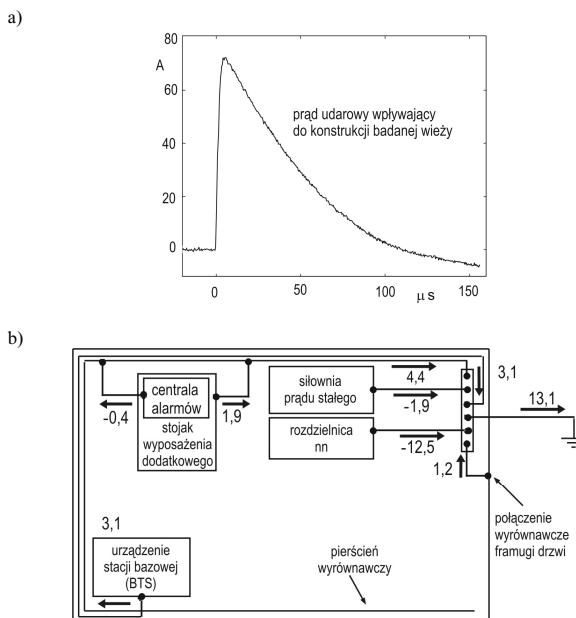 a)
80
A
60
40
20
0
prąd udarowy wpływający
do konstrukcji badanej wieży
0
50
100
150
μ s
b)
centrala
alarmów
stojak
wyposażenia
dodatkowego
-0,4
1,9
siłownia
prądu stałego
rozdzielnica
nn
4,4
-1,9
-12,5
1,2
3,1
13,1
połączenie
wyrównawcze
framugi drzwi
3,1
urządzenie
stacji bazowej
(BTS)
pierścień
wyrównawczy